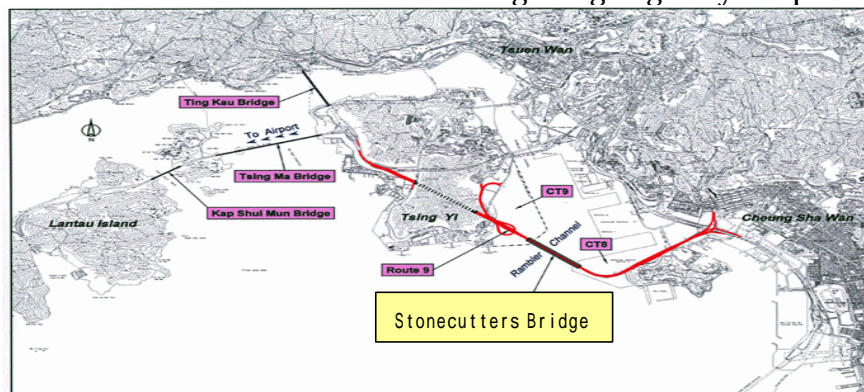 Tsuen Wan
Ting Kau Bridge
To Airport
N
Tsing Ma Bridge
CT9
Lantau Island
Kap Shui Mun Bridge
Tsing Yi
Cheung Sha Wan
Rambler Channel
CT8
Route 9
Stonecutters Bridge